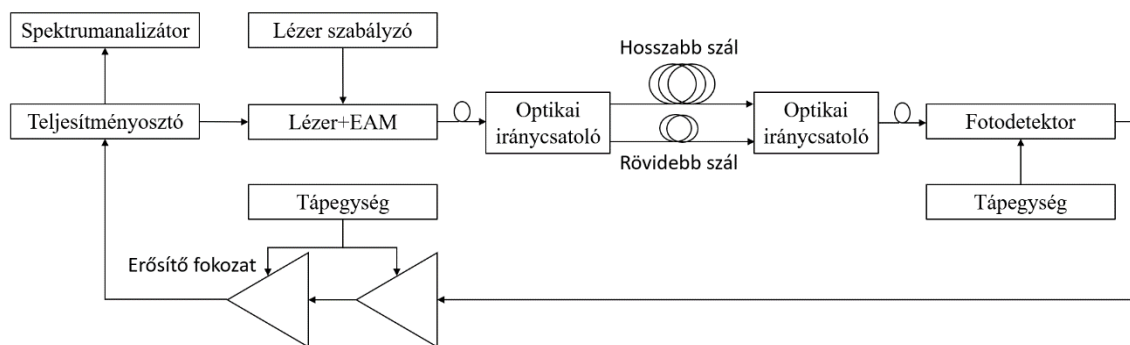 Spektrumanalizátor
Lézer szabályzó
Hosszabb szál
Teljesítményosztó
Lézer+EAM
Optikai
iránycsatoló
Optikai
iránycsatoló
Fotodetektor
Rövidebb szál
Tápegység
Tápegység
Erősítő fokozat